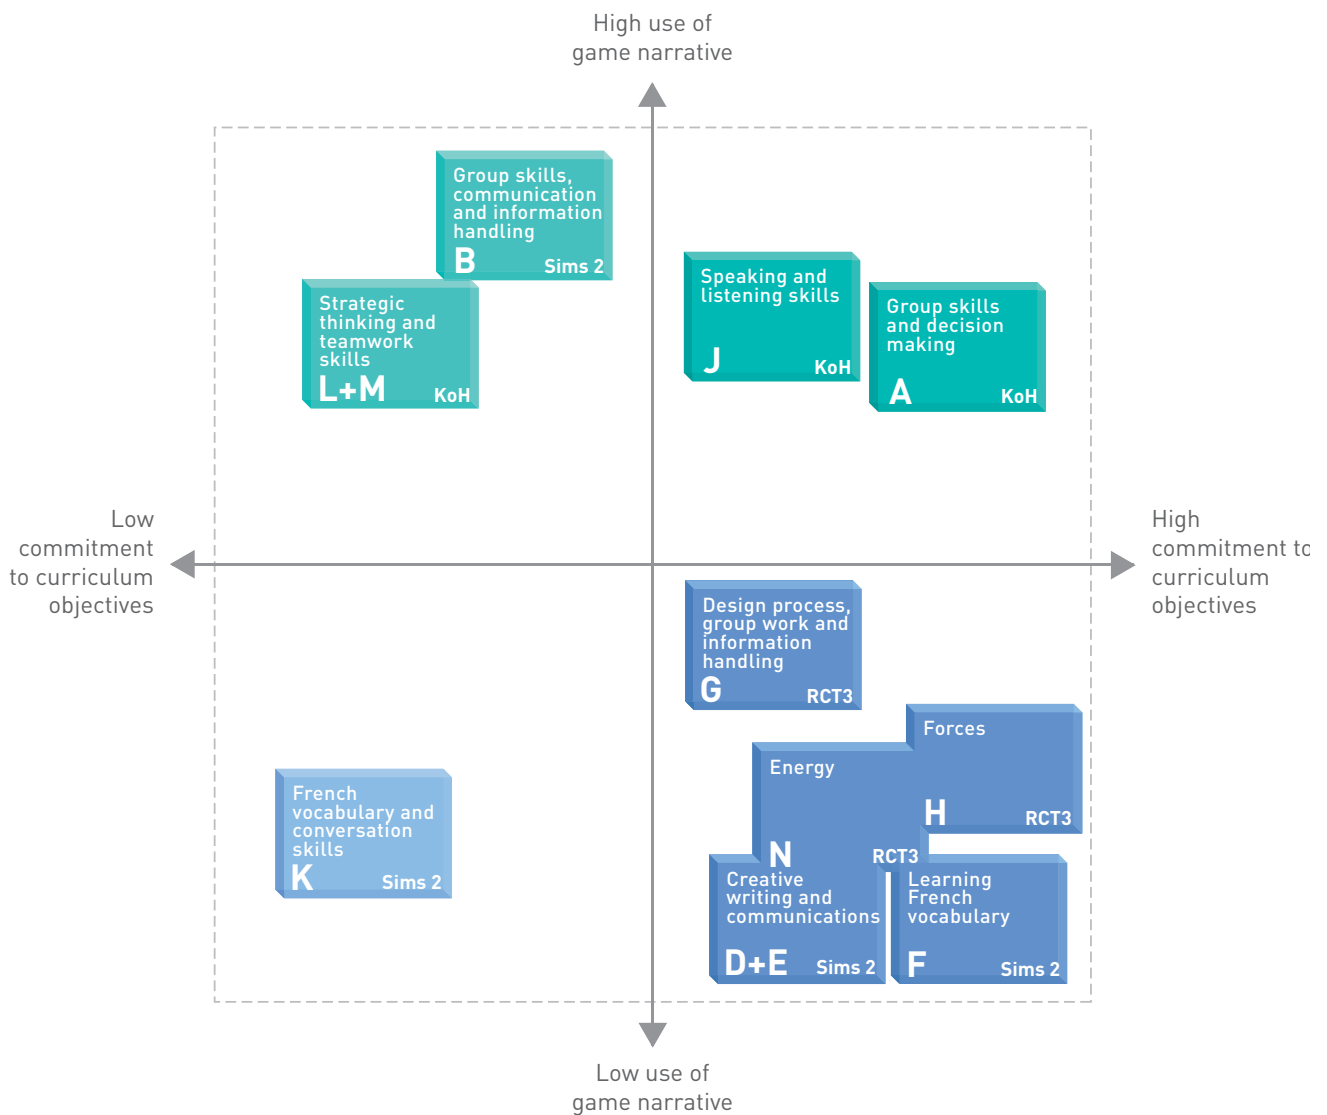 High use of
game narrative
Group skills,
communication
and information
handling
B
Sims 2
Strategic
thinking and
teamwork
skills
L+M
KoH
Speaking and
listening skills
J
KoH
Group skills
and decision
making
A
KoH
Low
commitment
to curriculum
objectives
High
commitment to
curriculum
objectives
Design process,
group work and
information
handling
G
RCT3
Forces
H
RCT3
Energy
N
RCT3
French
vocabulary and
conversation
skills
K
Sims 2
Creative
writing and
communications
D+E
Sims 2
Learning
French
vocabulary
F
Sims 2
Low use of
game narrative